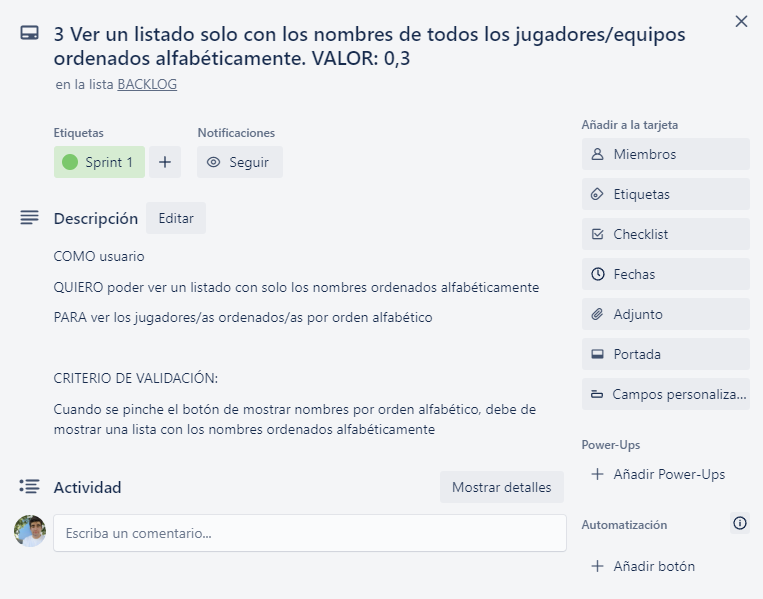 3 Ver un listado solo con los nombres de todos los jugadores/equipos
ordenados alfabéticamente. VALOR: 0,3
en la lista BACKLOG
Etiquetas
Notificaciones
Sprint 1
Seguir
Descripción
Editar
COMO usuario
QUIERO poder ver un listado con solo los nombres ordenados alfabéticamente
PARA ver los jugadores/as ordenados/as por orden alfabético
CRITERIO DE VALIDACIÓN:
Cuando se pinche el botón de mostrar nombres por orden alfabético, debe de
mostrar una lista con los nombres ordenados alfabéticamente
Actividad
Mostrar detalles
Escriba un comentario...
Añadir a la tarjeta
Miembros
Etiquetas
Checklist
Fechas
Adjunto
Portada
Campos personaliza...
Power-Ups
Añadir Power-Ups
Automatización
Añadir botón